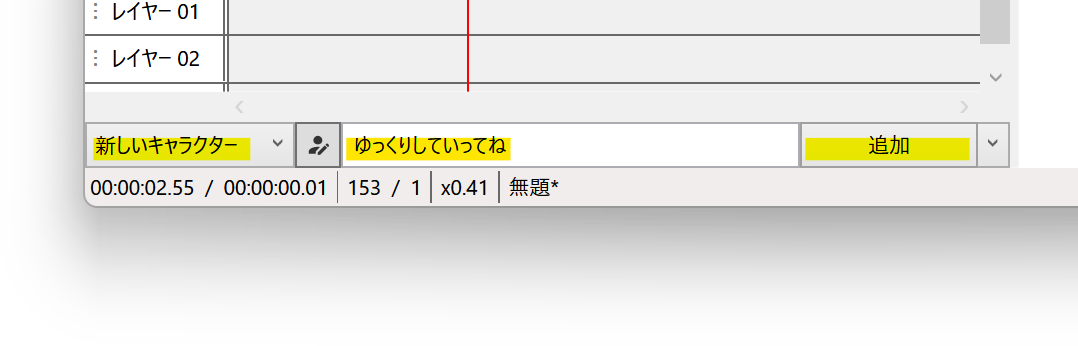 レイヤー 01
レイヤー 02
新しいキャラクター ゆっくりしていってね 追加
00:00:02.55 / 00:00:00.01 153 / 1 x0.41 無題*